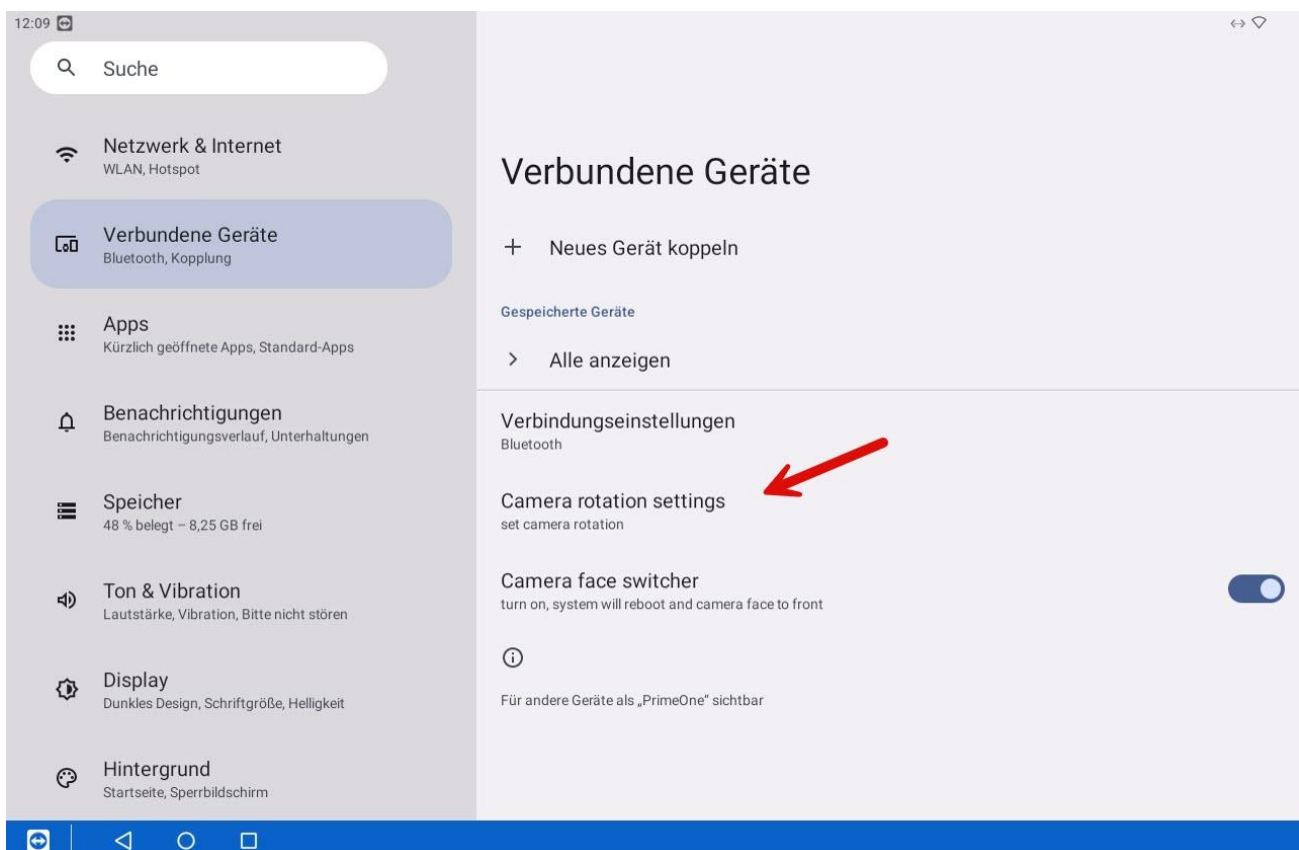 12:09
Suche
Netzwerk & Internet
WLAN, Hotspot
Verbundene Geräte
Bluetooth, Kopplung
Apps
Kürzlich geöffnete Apps, Standard-Apps
Benachrichtigungen
Benachrichtigungsverlauf, Unterhaltungen
Speicher
48 % belegt – 8,25 GB frei
Ton & Vibration
Lautstärke, Vibration, Bitte nicht stören
Display
Dunkles Design, Schriftgröße, Helligkeit
Hintergrund
Startseite, Sperrbildschirm
Verbundene Geräte
Neues Gerät koppeln
Gespeicherte Geräte
Alle anzeigen
Verbindungseinstellungen
Bluetooth
Camera rotation settings
set camera rotation
Camera face switcher
turn on, system will reboot and camera face to front
Für andere Geräte als „PrimeOne“ sichtbar